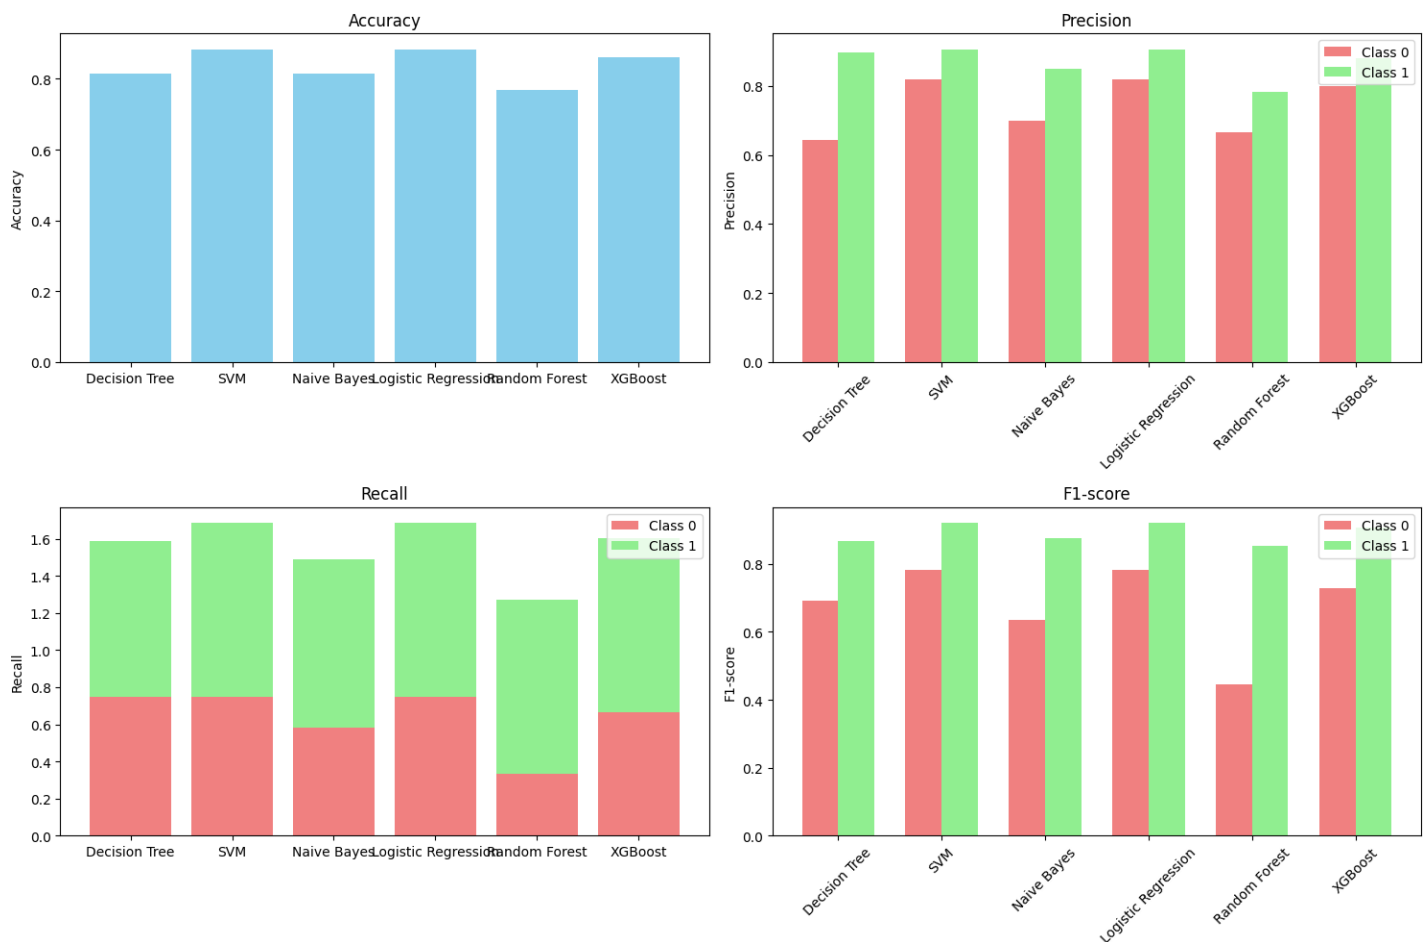 Accuracy
Accuracy
0.8
0.6
0.4
0.2
0.0
Decision Tree SVM Naive Bayes Logistic Regression Random Forest XGBoost
Precision
Precision
0.8
0.6
0.4
0.2
0.0
Class 0
Class 1
Decision Tree SVM Naive Bayes Logistic Regression Random Forest XGBoost
Recall
Recall
1.6
1.4
1.2
1.0
0.8
0.6
0.4
0.2
0.0
Class 0
Class 1
Decision Tree SVM Naive Bayes Logistic Regression Random Forest XGBoost
F1-score
F1-score
0.8
0.6
0.4
0.2
0.0
Class 0
Class 1
Decision Tree SVM Naive Bayes Logistic Regression Random Forest XGBoost